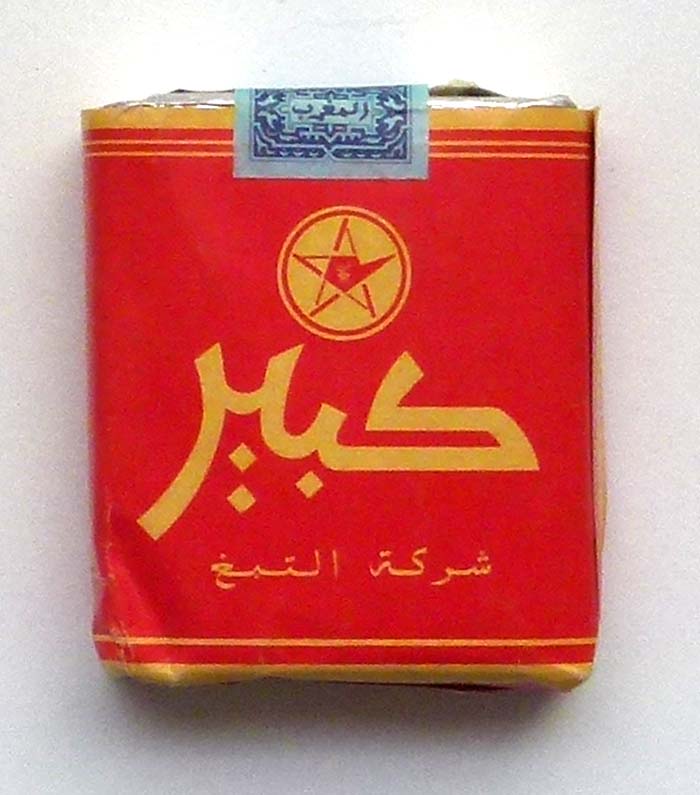 المغرب
كبير
شركة التبغ